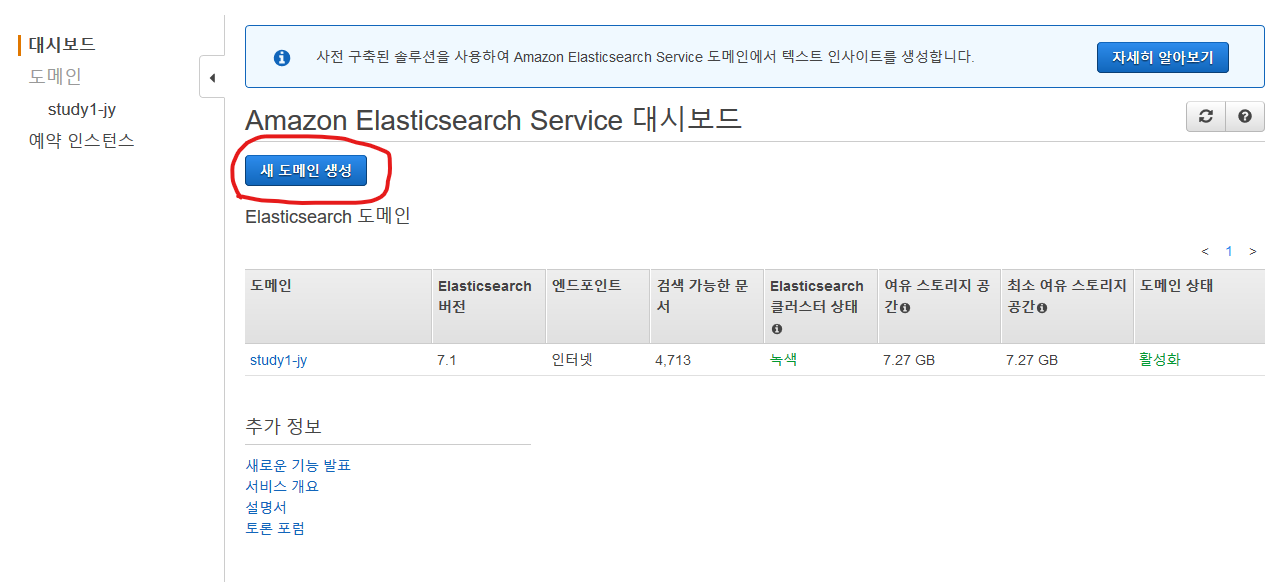 대시보드
도메인
study1-jy
예약 인스턴스
사전 구축된 솔루션을 사용하여 Amazon Elasticsearch Service 도메인에서 텍스트 인사이트를 생성합니다.
자세히 알아보기
Amazon Elasticsearch Service 대시보드
새 도메인 생성
Elasticsearch 도메인
< 1 >
도메인
Elasticsearch
버전
엔드포인트
검색 가능한 문
서
Elasticsearch
클러스터 상태
여유 스토리지 공
간
최소 여유 스토리지
공간
도메인 상태
study1-jy 7.1 인터넷 4,713 녹색 7.27 GB 7.27 GB 활성화
추가 정보
새로운 기능 발표
서비스 개요
설명서
토론 포럼